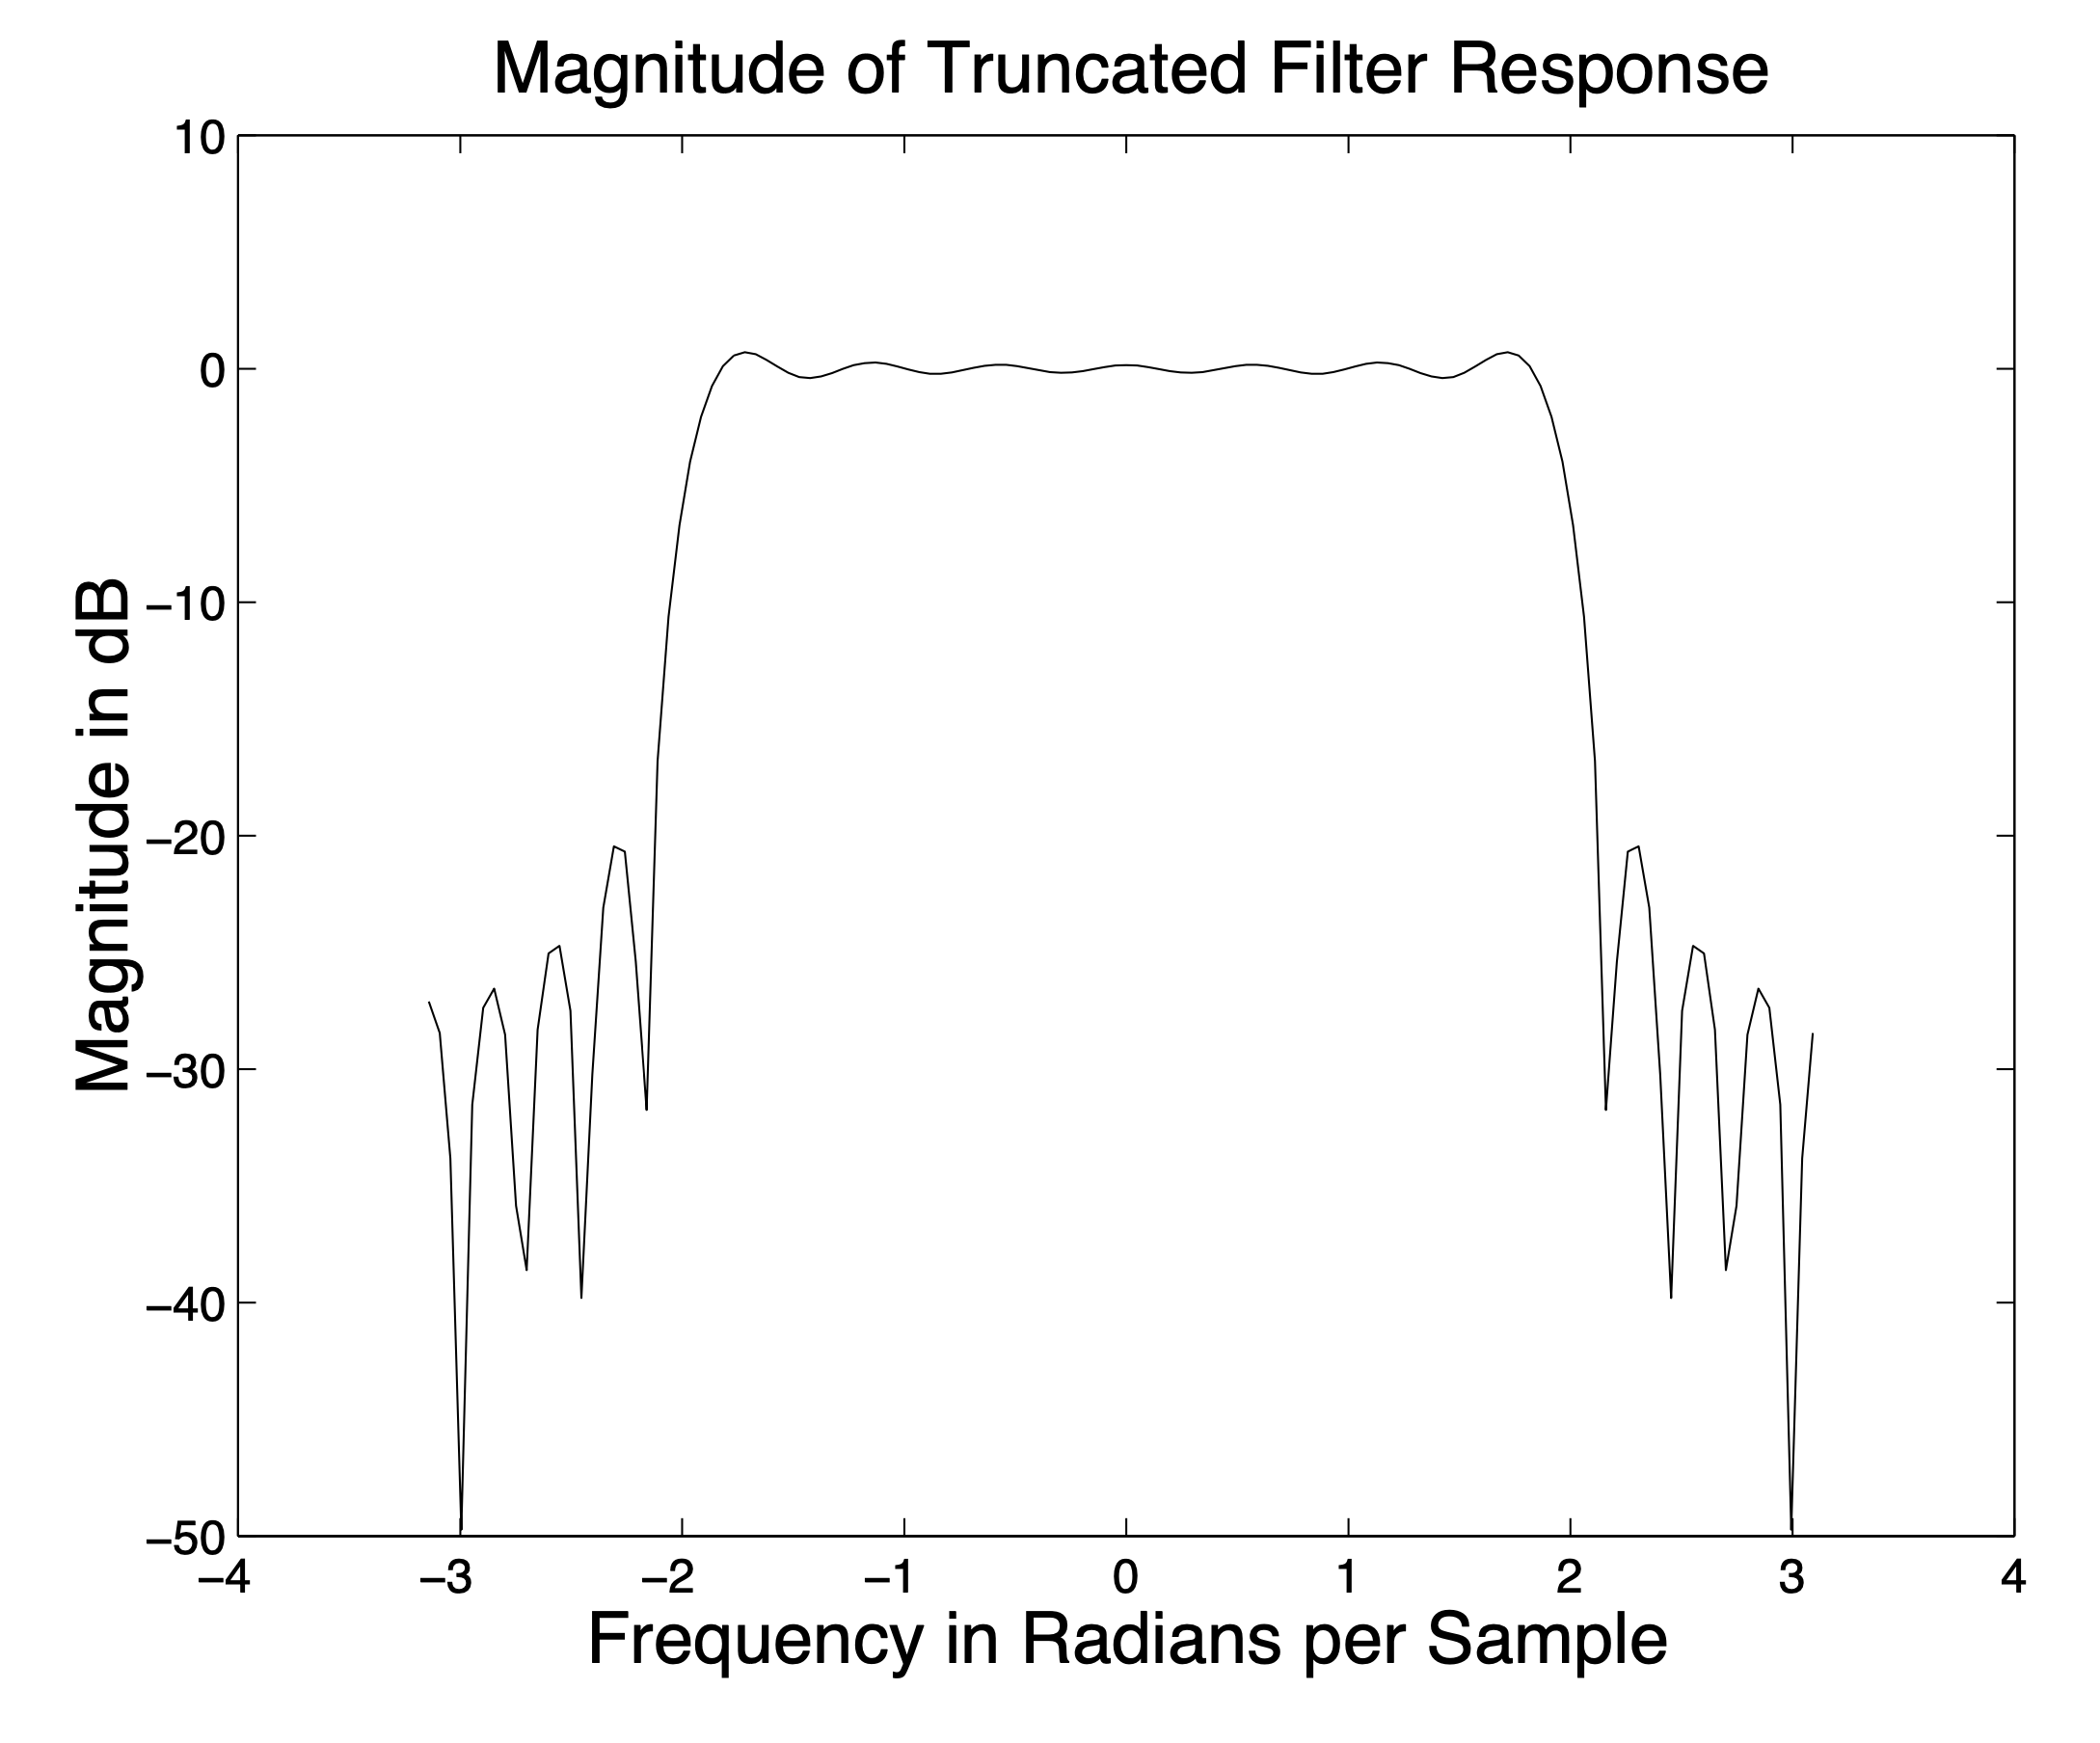 Magnitude of Truncated Filter Response
10
0
−10
−20
−30
−40
−50
Magnitude in dB
−4 −3 −2 −1 0 1 2 3 4
Frequency in Radians per Sample